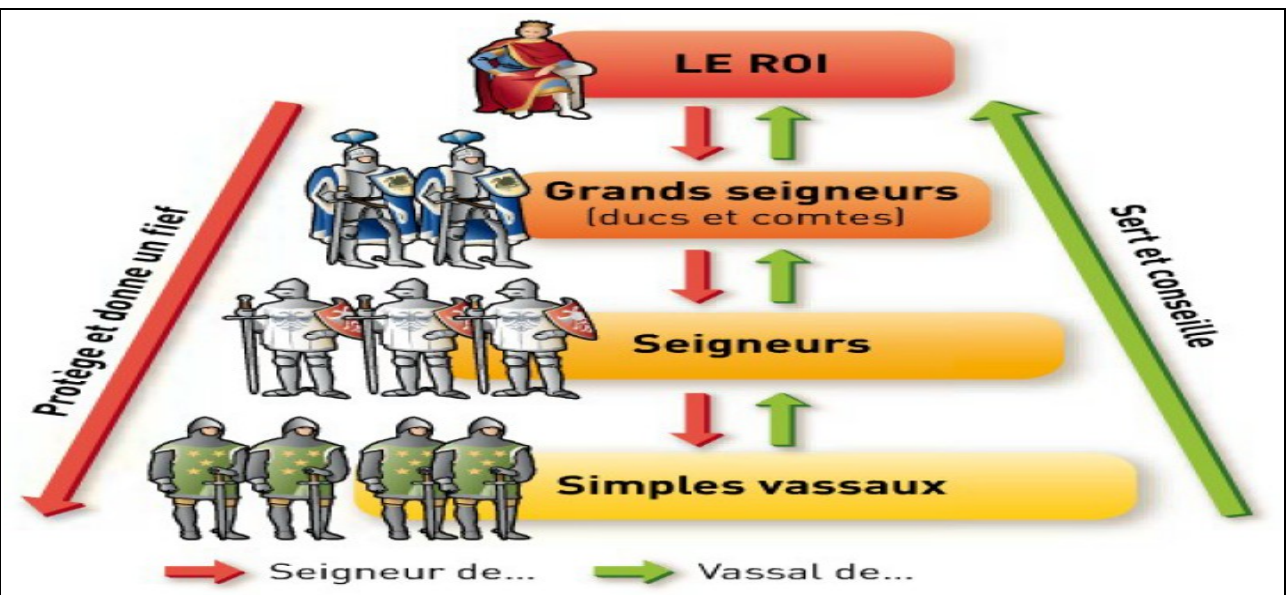 LE ROI
Grands seigneurs
(ducs et comtes)
Protège et donne un fief
Sert et conseille
Seigneurs
Simples vassaux
Seigneur de...
Vassal de...